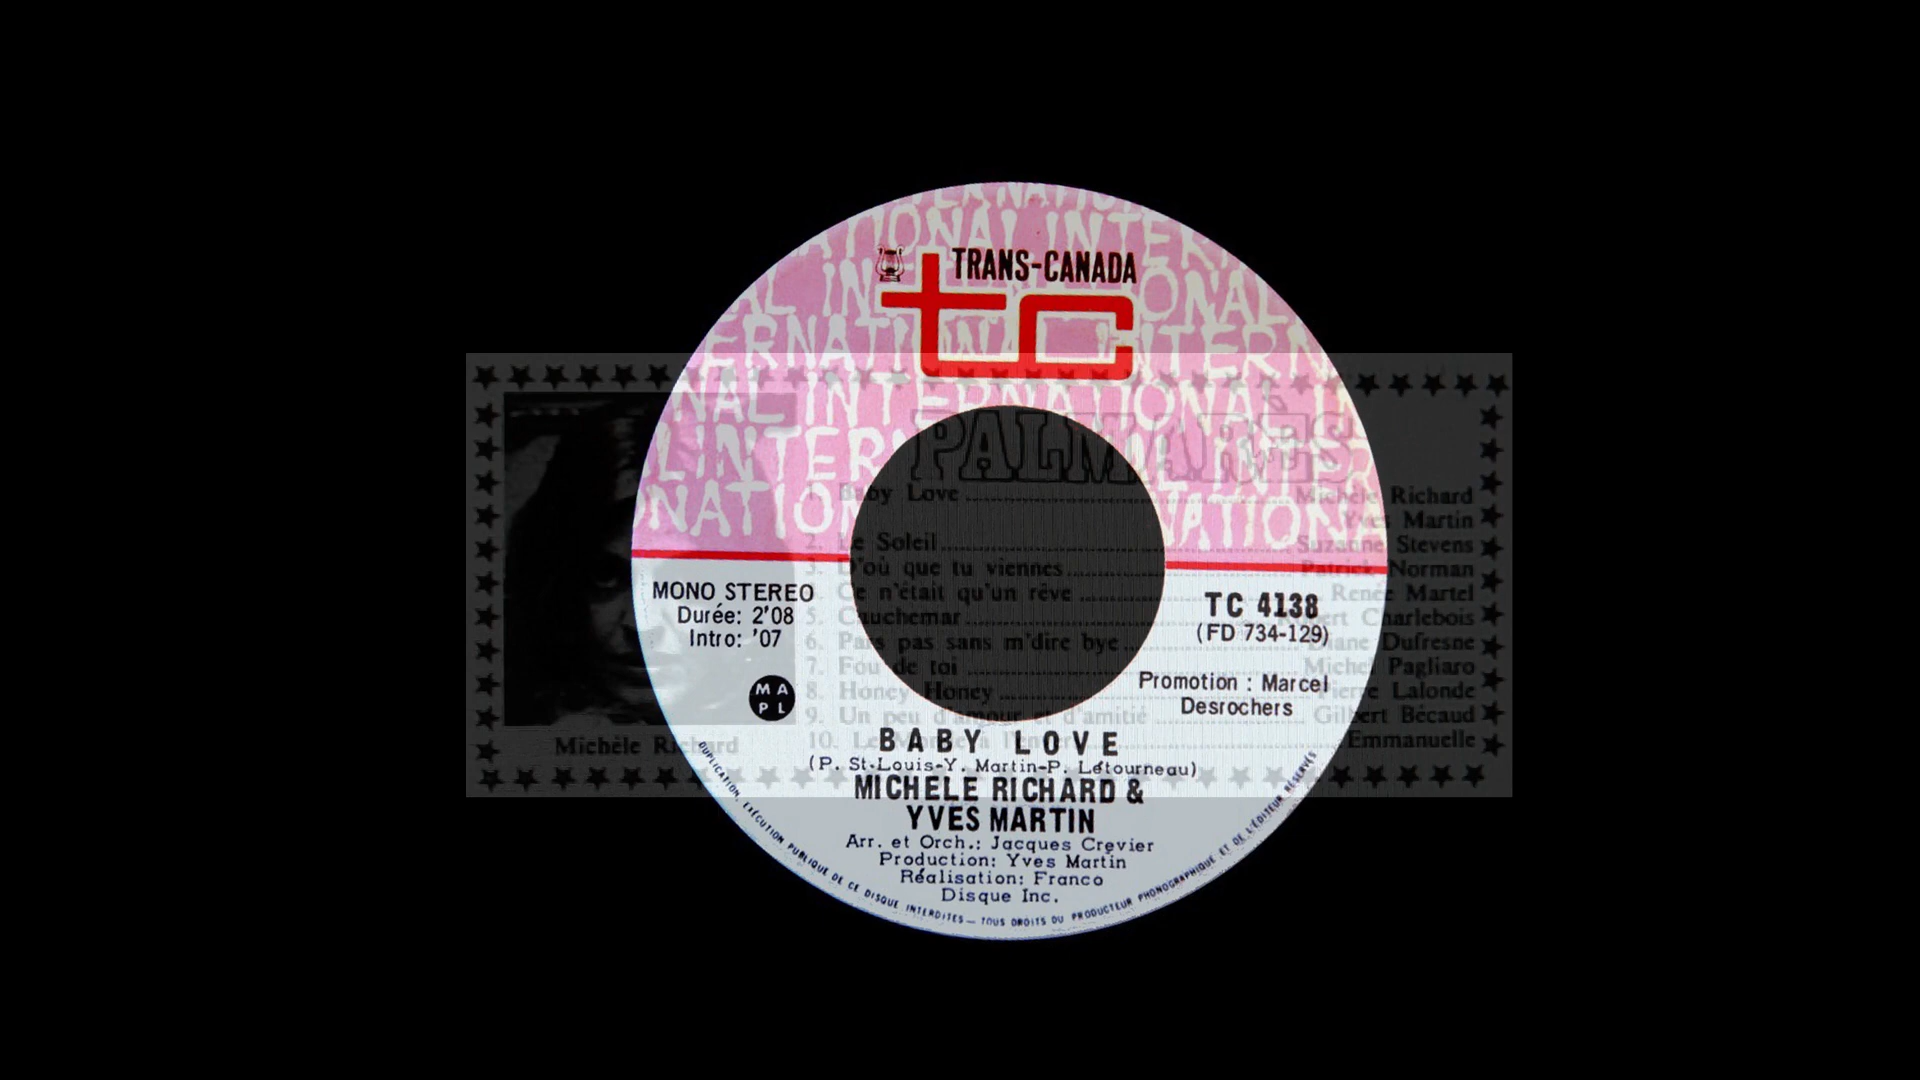 TRANS-CANADA
tc
MONO STEREO
Durée: 2'08
Intro: '07
MAPL
TC 4138
(FD 734-129)
Promotion : Marcel
Desrochers
BABY LOVE
(P. St-Louis-Y. Martin-P. Létourneau)
MICHELE RICHARD &
YVES MARTIN
Arr. et Orch.: Jacques Crevier
Production: Yves Martin
Réalisation: Franco
Disque Inc.
DUPLICATION, EXÉCUTION PUBLIQUE DE CE DISQUE INTERDITES — TOUS DROITS DU PRODUCTEUR PHONOGRAPHIQUE ET DE L'ÉDITEUR RÉSERVÉS
PALMARÈS
1. Baby Love Michèle Richard
Yves Martin
2. Le Soleil Suzanne Stevens
3. D'où que tu viennes Patrick Norman
4. Ce n'était qu'un rêve Renée Martel
5. Cauchemar Robert Charlebois
6. Pars pas sans m'dire bye Diane Dufresne
7. Fou de toi Michel Pagliaro
8. Honey Honey Pierre Lalonde
9. Un peu d'amour et d'amitié Gilbert Bécaud
10. Le Monde à l'envers Emmanuelle
Michèle Richard